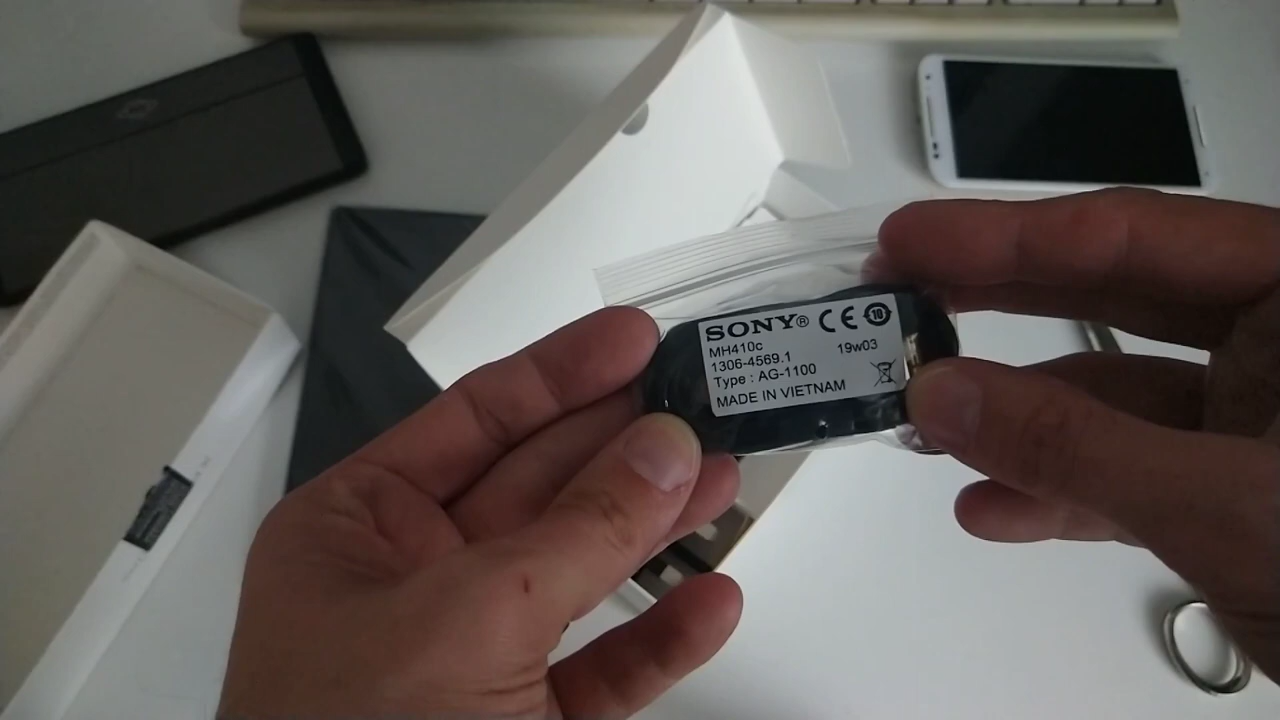 SONY® CE 10
MH410c
1306-4569.1 19w03
Type : AG-1100
MADE IN VIETNAM